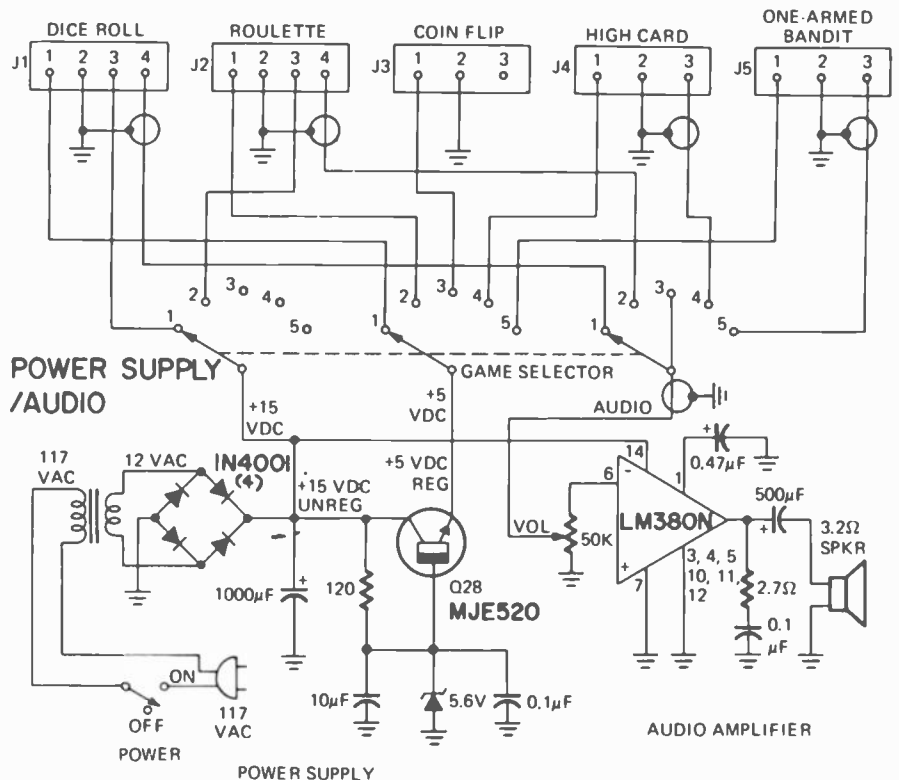 DICE ROLL
ROULETTE
COIN FLIP
HIGH CARD
ONE-ARMED
BANDIT
J1
1 2 3 4
J2
1 2 3 4
J3
1 2 3
J4
1 2 3
J5
1 2 3
1
2
3
4
5
1
2
3
4
5
1
2
3
4
5
POWER SUPPLY
/AUDIO
GAME SELECTOR
+15
VDC
+5
VDC
AUDIO
117
VAC
12 VAC
1N4001
(4)
+15 VDC
UNREG
+5 VDC
REG
14
6
-
1
+
0.47µF
VOL
50K
LM380N
500µF
+
3.2Ω
SPKR
+
7
3, 4, 5
10, 11,
12
2.7Ω
0.1
µF
+
1000µF
120
Q28
MJE520
10µF
5.6V
0.1µF
ON
OFF
117
VAC
POWER
POWER SUPPLY
AUDIO AMPLIFIER